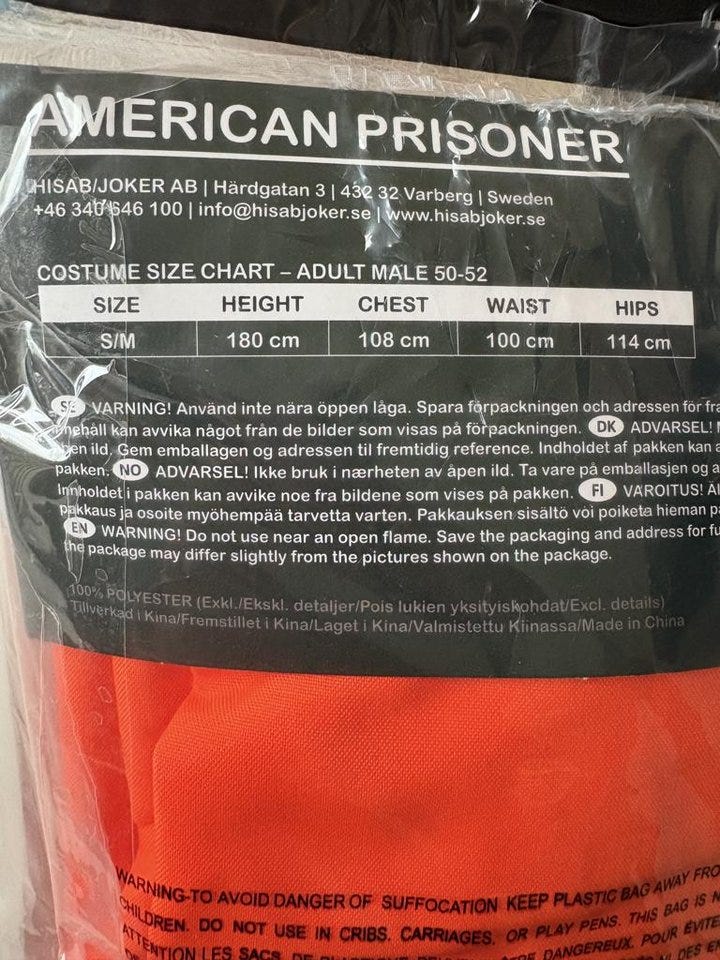 AMERICAN PRISONER
HISAB/JOKER AB | Härdgatan 3 | 432 32 Varberg | Sweden
+46 340 646 100 | info@hisabjoker.se | www.hisabjoker.se
COSTUME SIZE CHART – ADULT MALE 50-52
SIZE HEIGHT CHEST WAIST HIPS
S/M 180 cm 108 cm 100 cm 114 cm
SE VARNING! Använd inte nära öppen låga. Spara förpackningen och adressen för
Innehåll kan avvika något från de bilder som visas på förpackningen. DK ADVARSEL!
ild. Gem emballagen og adressen til fremtidig reference. Indholdet af pakken kan
pakken. NO ADVARSEL! Ikke bruk i nærheten av åpen ild. Ta vare på emballasjen og
Innholdet i pakken kan avvike noe fra bildene som vises på pakken. FI VAROITUS!
pakkaus ja osoite myöhempää tarvetta varten. Pakkauksen sisältö voi poiketa hieman
EN WARNING! Do not use near an open flame. Save the packaging and address for
the package may differ slightly from the pictures shown on the package.
100% POLYESTER (Exkl./Ekskl. detaljer/Pois lukien yksityiskohdat/Excl. details)
Tillverkad i Kina/Fremstillet i Kina/Laget i Kina/Valmistettu Kiinassa/Made in China
WARNING-TO AVOID DANGER OF SUFFOCATION KEEP PLASTIC BAG AWAY
CHILDREN. DO NOT USE IN CRIBS. CARRIAGES, OR PLAY PENS. THIS BAG IS
ATTENTION LES SACS DANGEREUX. POUR